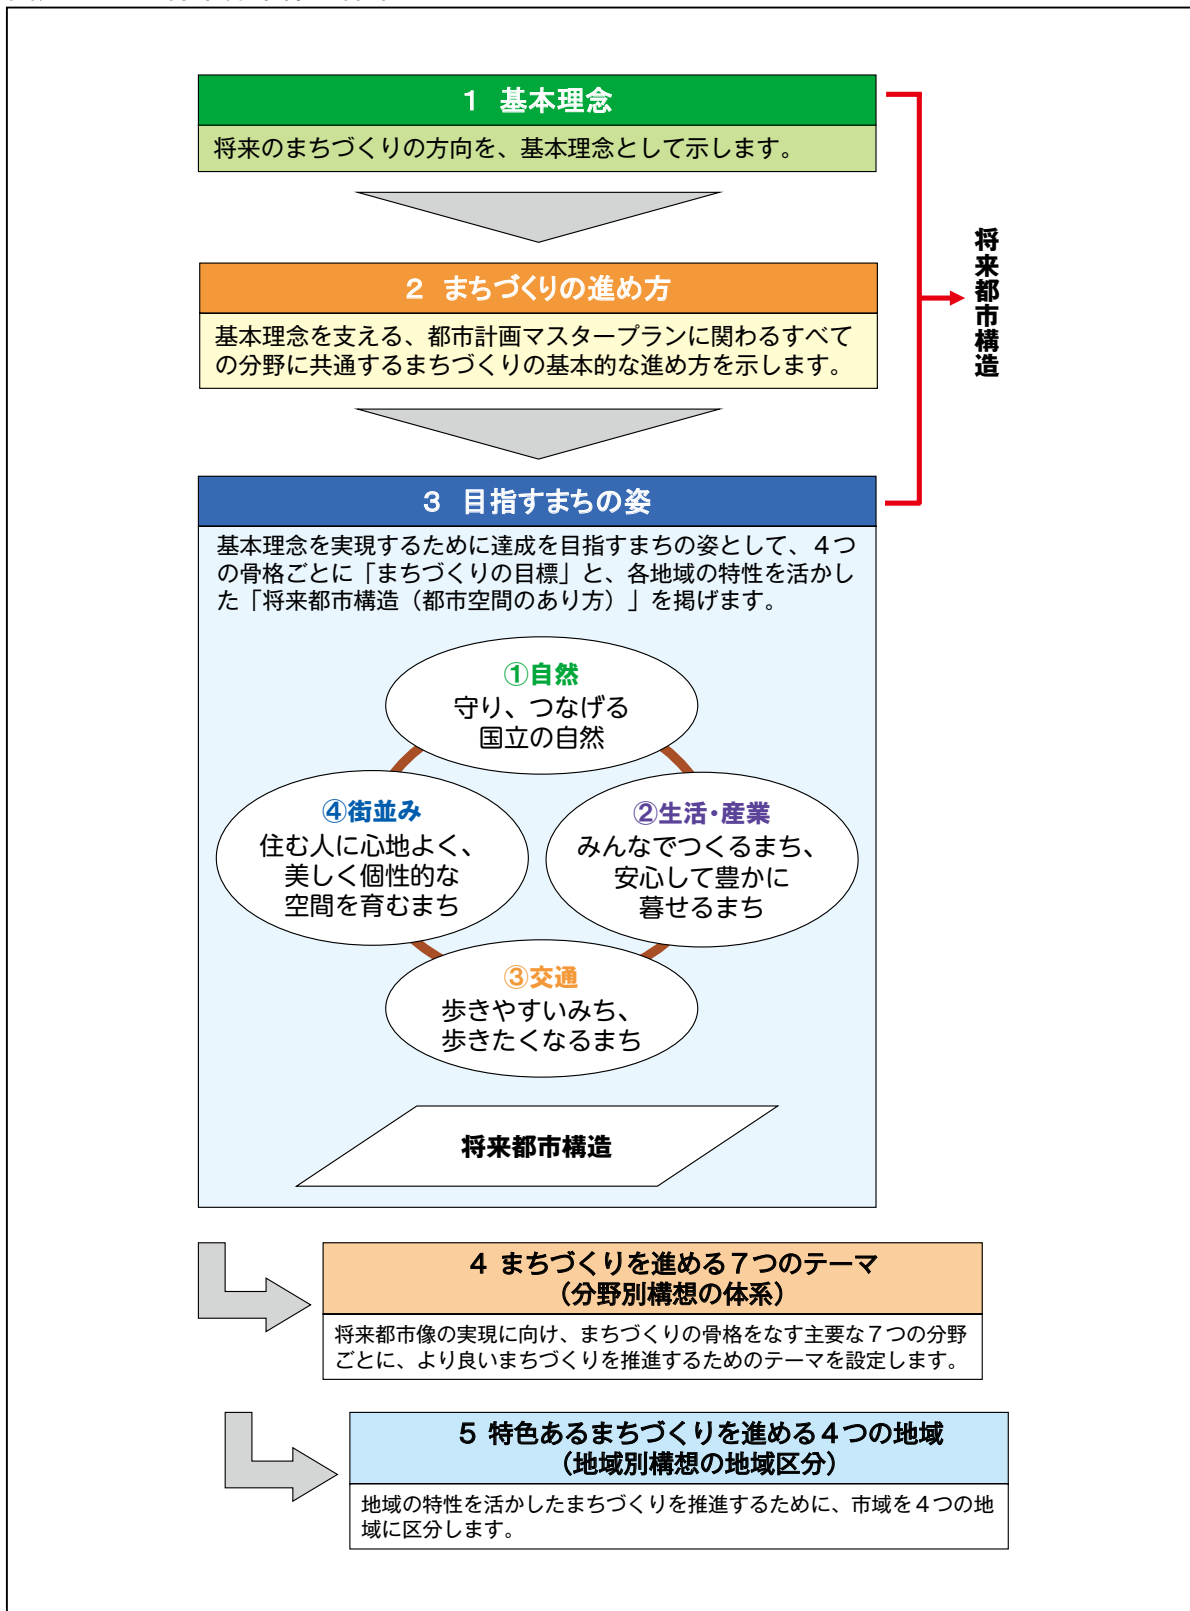 1 基本理念
将来のまちづくりの方向を、基本理念として示します。
将来都市構造
2 まちづくりの進め方
基本理念を支える、都市計画マスタープランに関わるすべて
の分野に共通するまちづくりの基本的な進め方を示します。
3 目指すまちの姿
基本理念を実現するために達成を目指すまちの姿として、4つ
の骨格ごとに「まちづくりの目標」と、各地域の特性を活かし
た「将来都市構造（都市空間のあり方）」を掲げます。
①自然
守り、つなげる
国立の自然
④街並み
住む人に心地よく、
美しく個性的な
空間を育むまち
②生活・産業
みんなでつくるまち、
安心して豊かに
暮せるまち
③交通
歩きやすいみち、
歩きたくなるまち
将来都市構造
4 まちづくりを進める７つのテーマ
（分野別構想の体系）
将来都市像の実現に向け、まちづくりの骨格をなす主要な７つの分野
ごとに、より良いまちづくりを推進するためのテーマを設定します。
5 特色あるまちづくりを進める４つの地域
（地域別構想の地域区分）
地域の特性を活かしたまちづくりを推進するために、市域を４つの地
域に区分します。